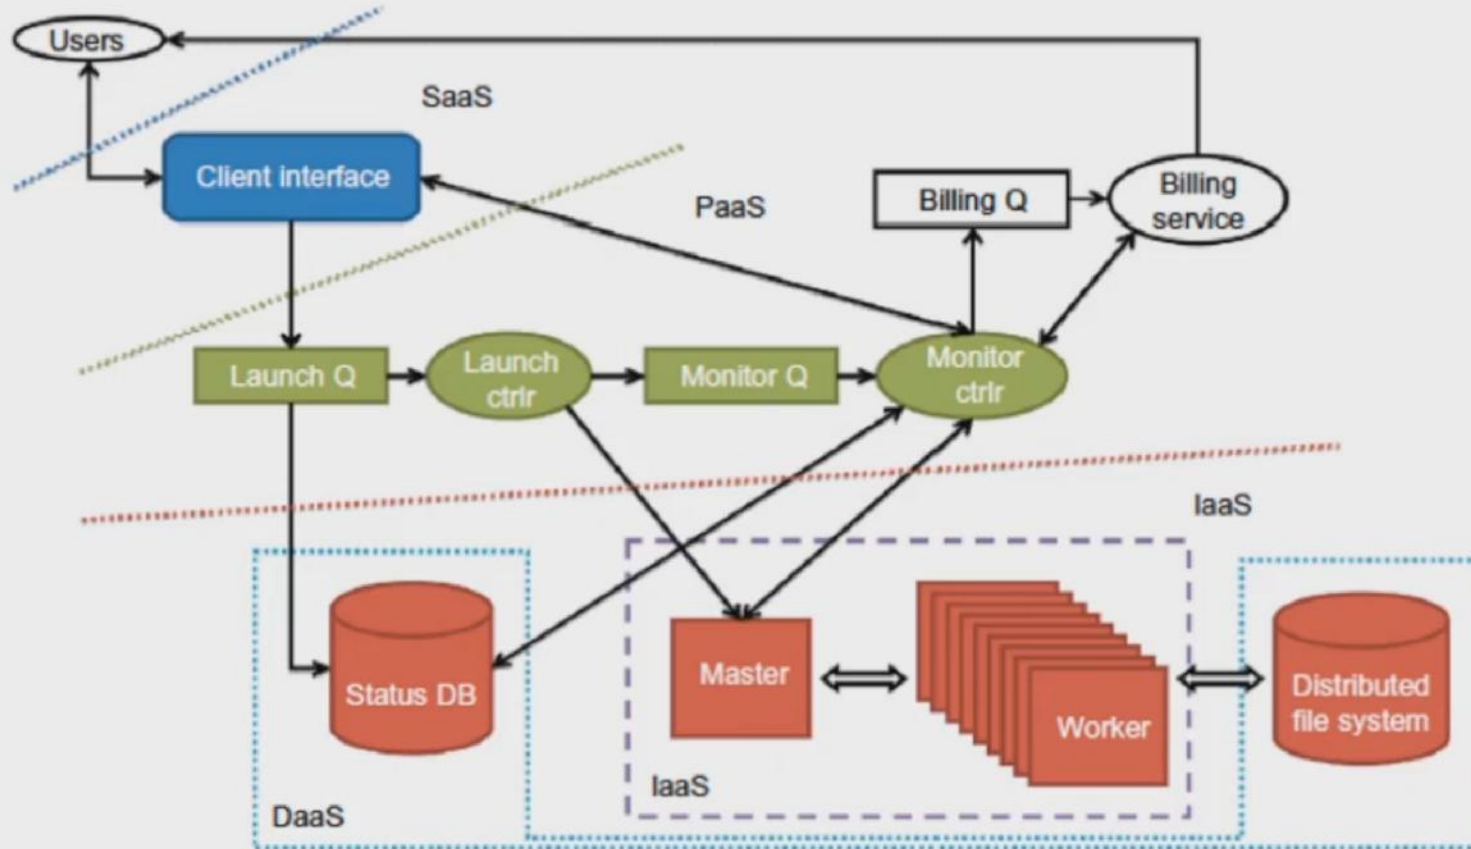 Users
SaaS
Client interface
PaaS
Billing Q
Billing
service
Launch Q
Launch
ctrlr
Monitor Q
Monitor
ctrlr
IaaS
Status DB
DaaS
Master
Worker
IaaS
Distributed
file system